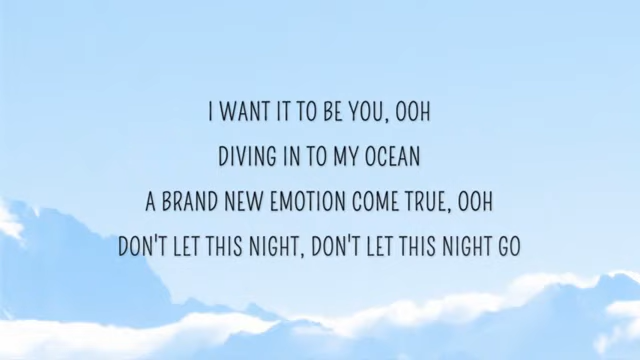 I WANT IT TO BE YOU, OOH
DIVING IN TO MY OCEAN
A BRAND NEW EMOTION COME TRUE, OOH
DON'T LET THIS NIGHT, DON'T LET THIS NIGHT GO